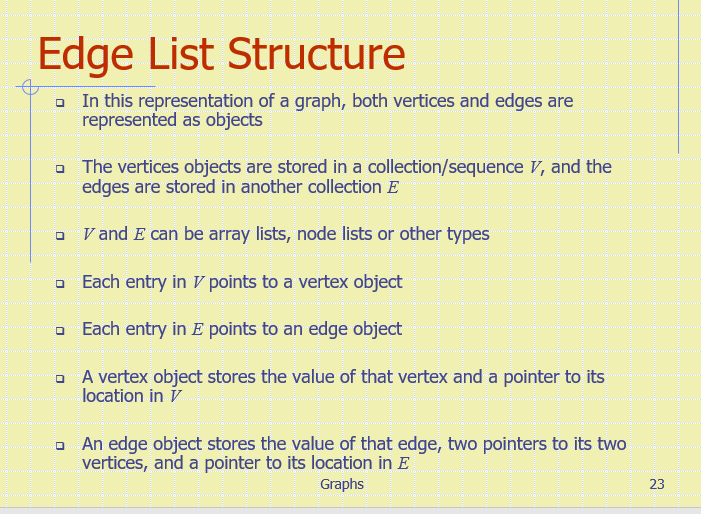 Edge List Structure
In this representation of a graph, both vertices and edges are
represented as objects
The vertices objects are stored in a collection/sequence V, and the
edges are stored in another collection E
V and E can be array lists, node lists or other types
Each entry in V points to a vertex object
Each entry in E points to an edge object
A vertex object stores the value of that vertex and a pointer to its
location in V
An edge object stores the value of that edge, two pointers to its two
vertices, and a pointer to its location in E
Graphs
23